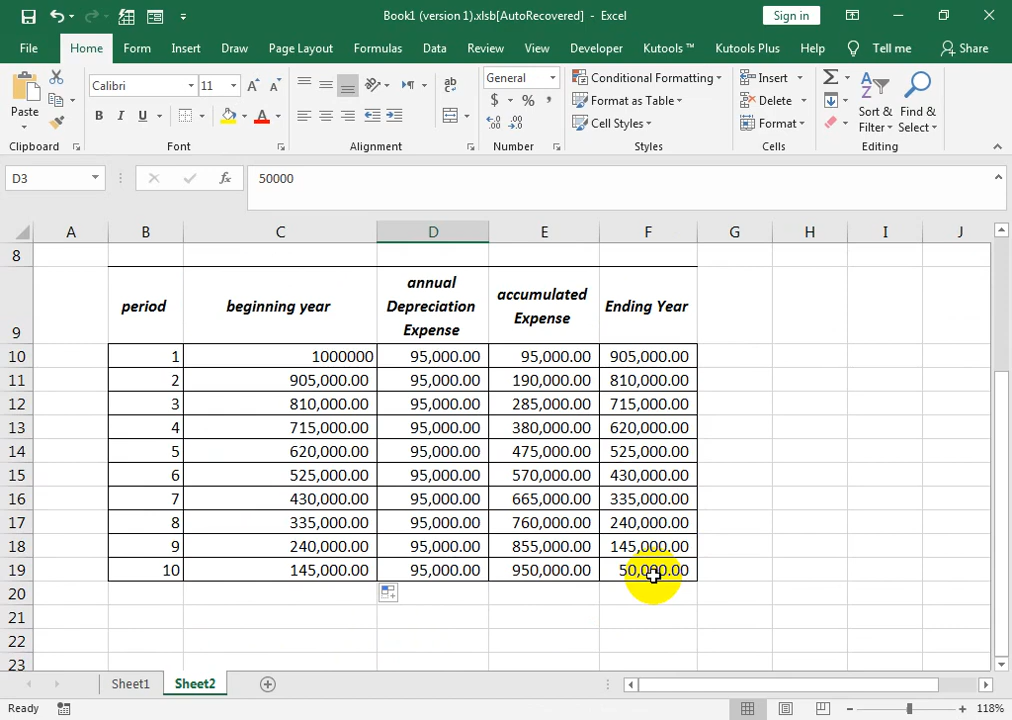 Book1 (version 1).xlsb[AutoRecovered] - Excel
Sign in
File Home Form Insert Draw Page Layout Formulas Data Review View Developer Kutools ™ Kutools Plus Help Tell me Share
Paste
Calibri 11
B I U A
ab
General
$ % ,
Conditional Formatting
Format as Table
Cell Styles
Insert
Delete
Format
Sort & Filter
Find & Select
Clipboard Font Alignment Number Styles Cells Editing
D3 fx 50000
A B C D E F G H I J
8
9 period beginning year annual Depreciation Expense accumulated Expense Ending Year
10 1 1000000 95,000.00 95,000.00 905,000.00
11 2 905,000.00 95,000.00 190,000.00 810,000.00
12 3 810,000.00 95,000.00 285,000.00 715,000.00
13 4 715,000.00 95,000.00 380,000.00 620,000.00
14 5 620,000.00 95,000.00 475,000.00 525,000.00
15 6 525,000.00 95,000.00 570,000.00 430,000.00
16 7 430,000.00 95,000.00 665,000.00 335,000.00
17 8 335,000.00 95,000.00 760,000.00 240,000.00
18 9 240,000.00 95,000.00 855,000.00 145,000.00
19 10 145,000.00 95,000.00 950,000.00 50,000.00
20
21
22
23
Sheet1 Sheet2
Ready 118%